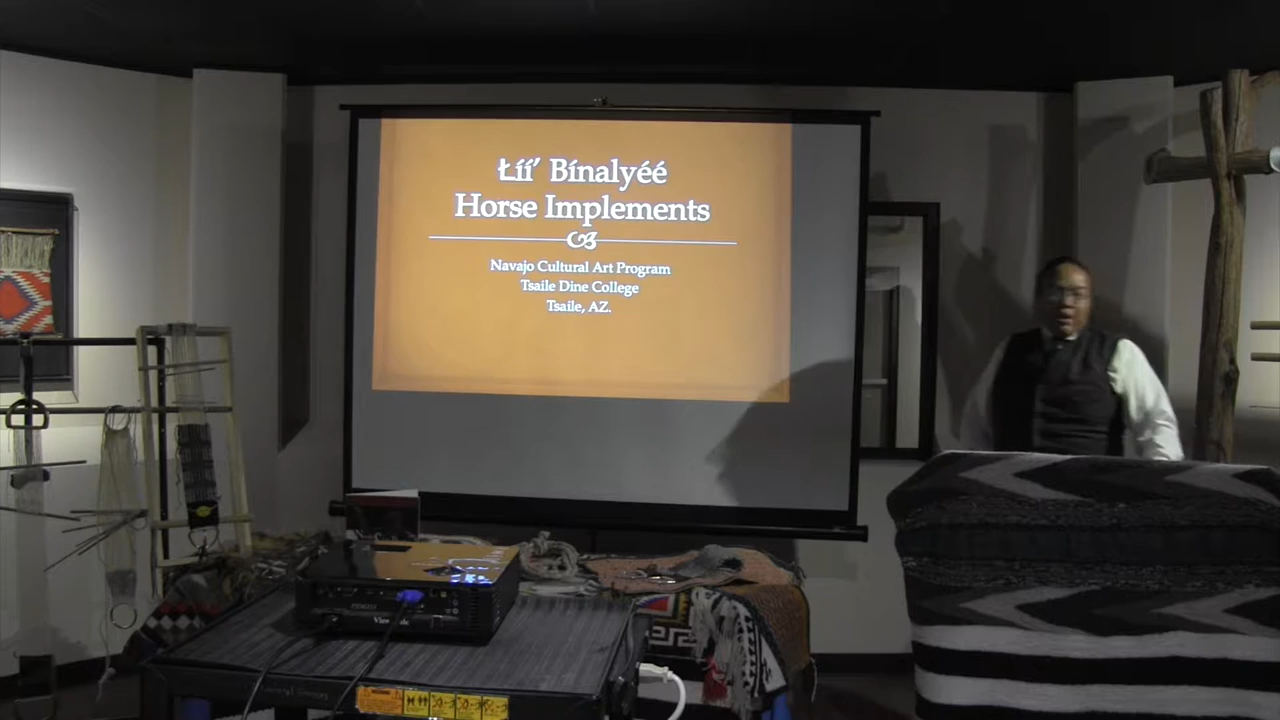 Łíí' Bínalyéé
Horse Implements
Navajo Cultural Art Program
Tsaile Dine College
Tsaile, AZ.